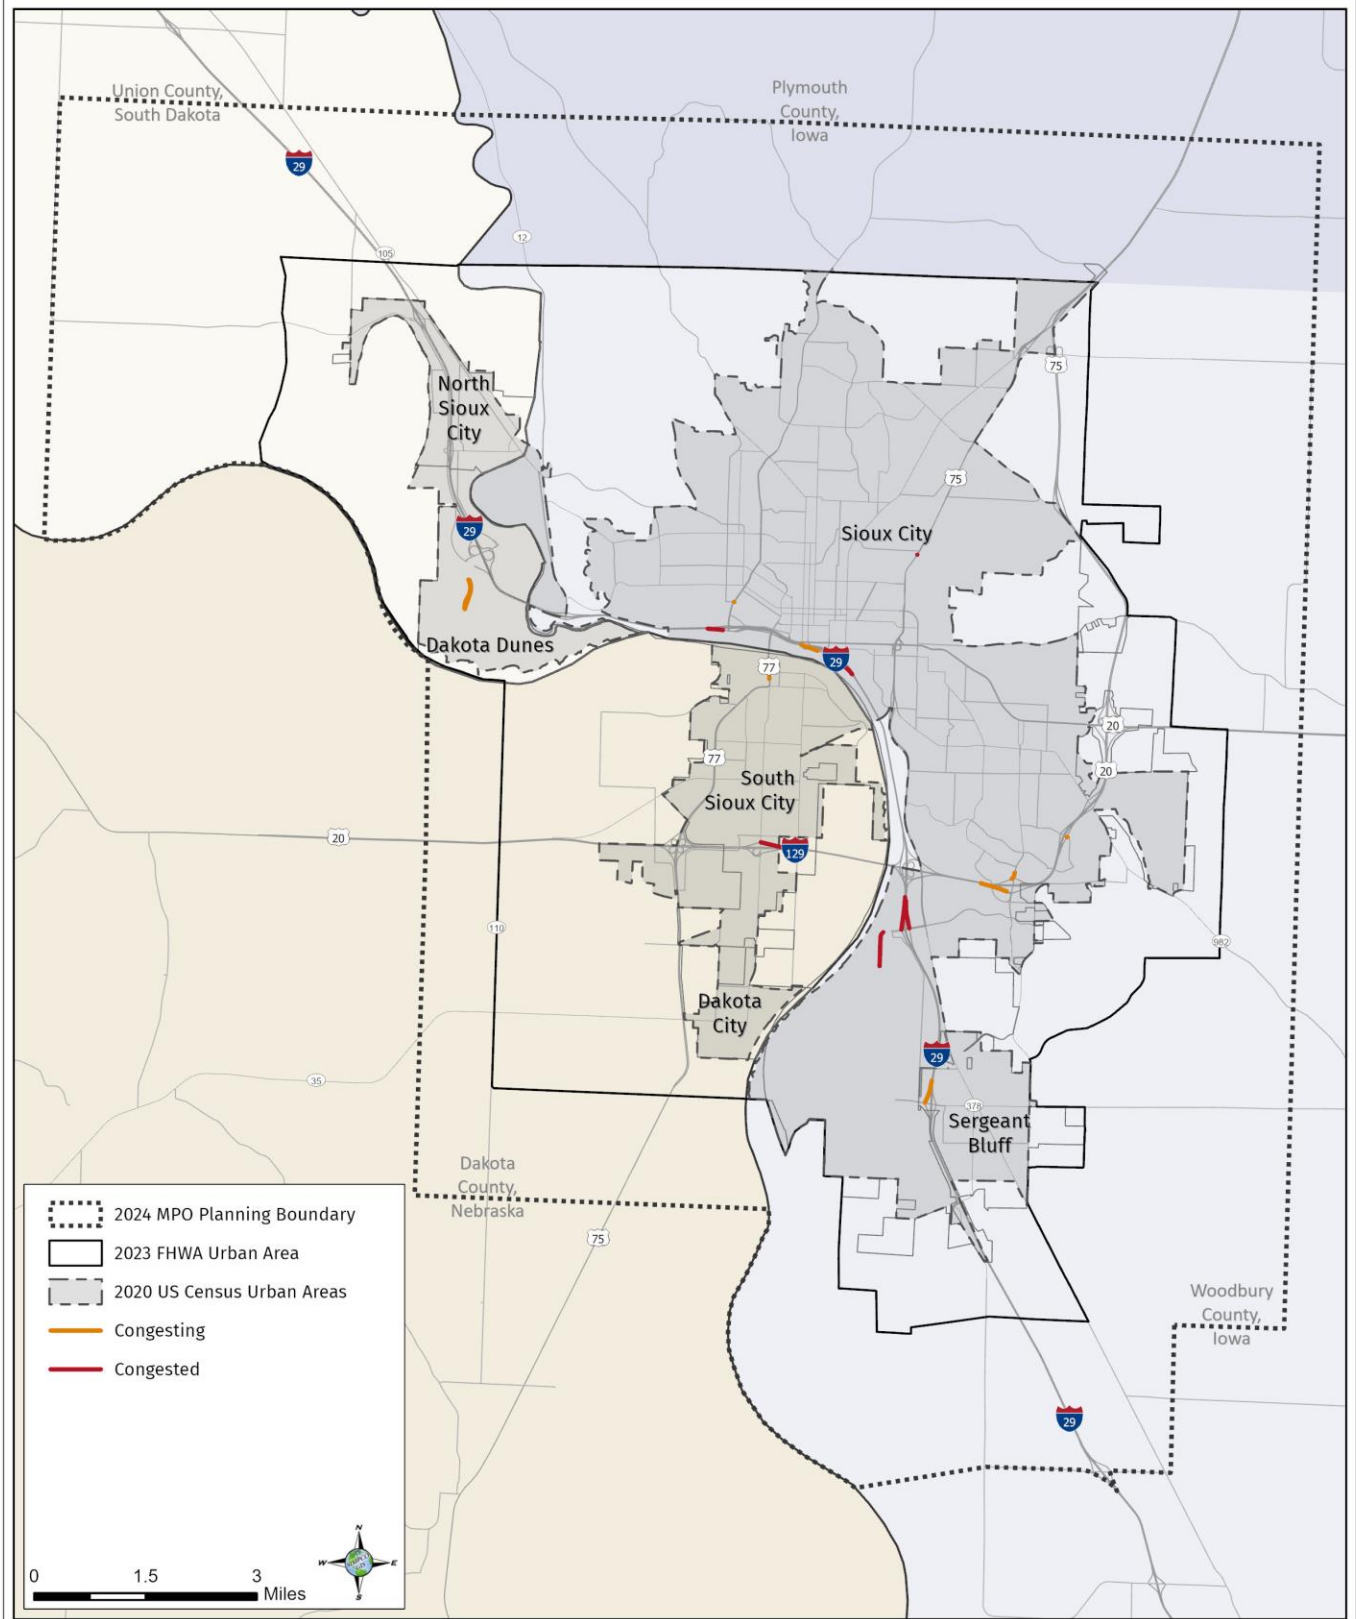 Union County,
South Dakota
Plymouth
County,
Iowa
29
12
105
75
North
Sioux
City
75
29
Sioux City
Dakota Dunes
29
77
20
77
20
South
Sioux City
20
129
110
982
Dakota
City
29
35
378
Sergeant
Bluff
Dakota
County,
Nebraska
75
Woodbury
County,
Iowa
29
2024 MPO Planning Boundary
2023 FHWA Urban Area
2020 US Census Urban Areas
Congesting
Congested
N
W
E
S
0 1.5 3
Miles